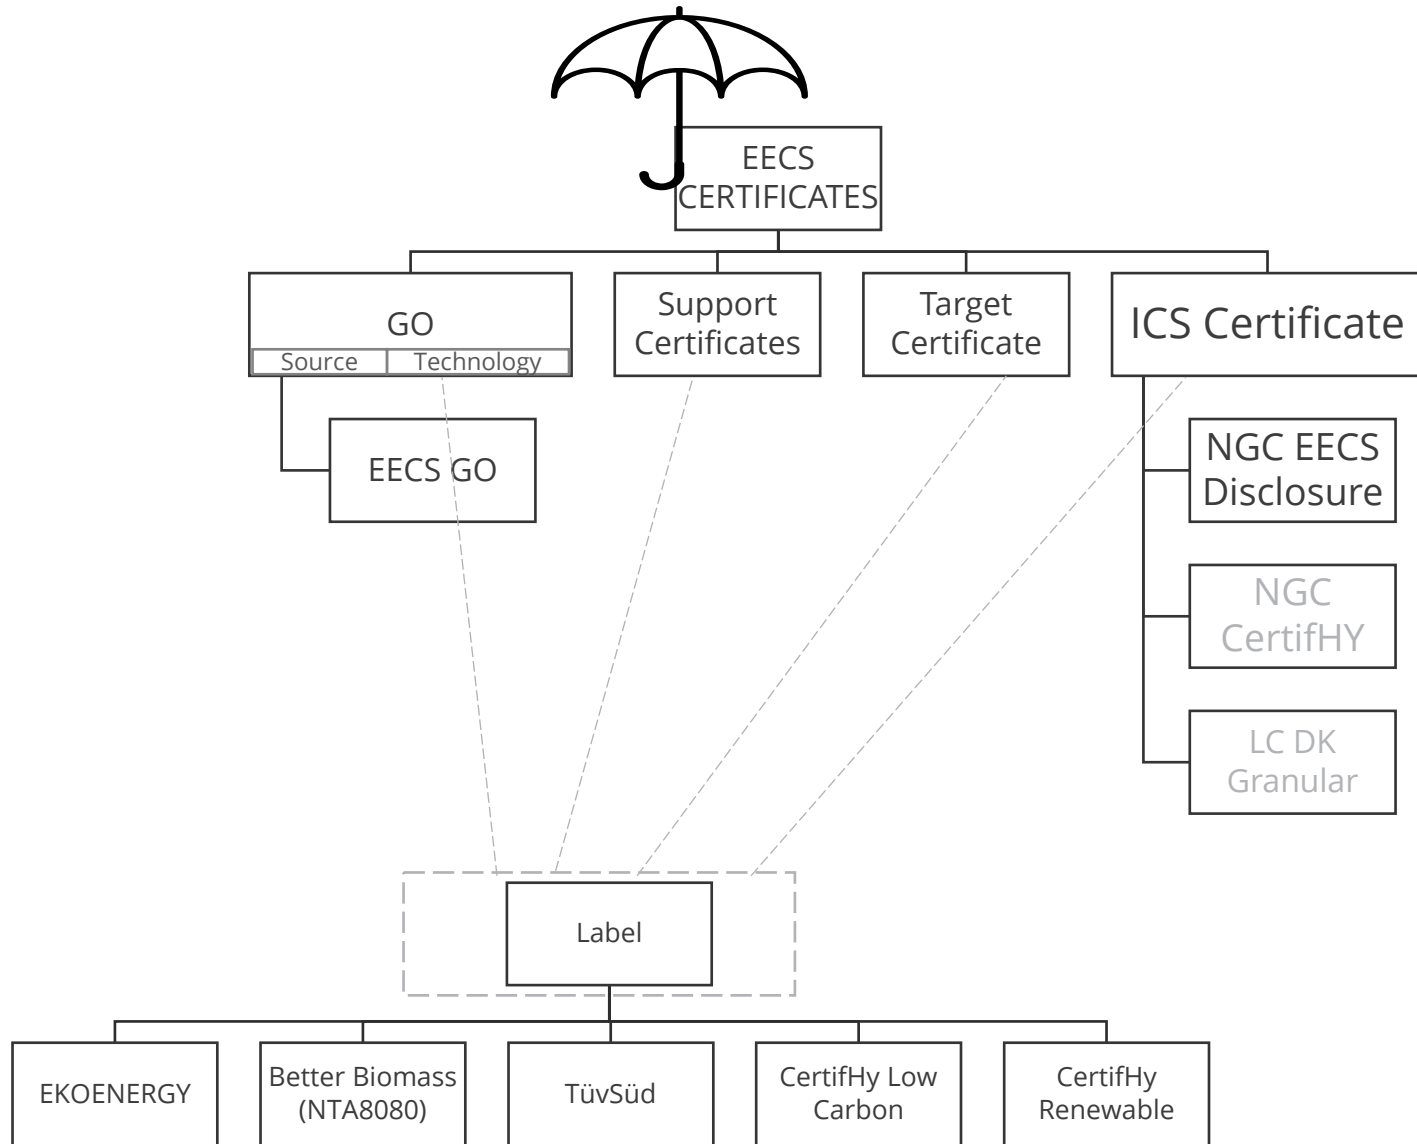 EECS
CERTIFICATES
GO
Source
Technology
Support
Certificates
Target
Certificate
ICS Certificate
EECS GO
NGC EECS
Disclosure
NGC
CertifHY
LC DK
Granular
Label
EKOENERGY
Better Biomass
(NTA8080)
TüvSüd
CertifHy Low
Carbon
CertifHy
Renewable